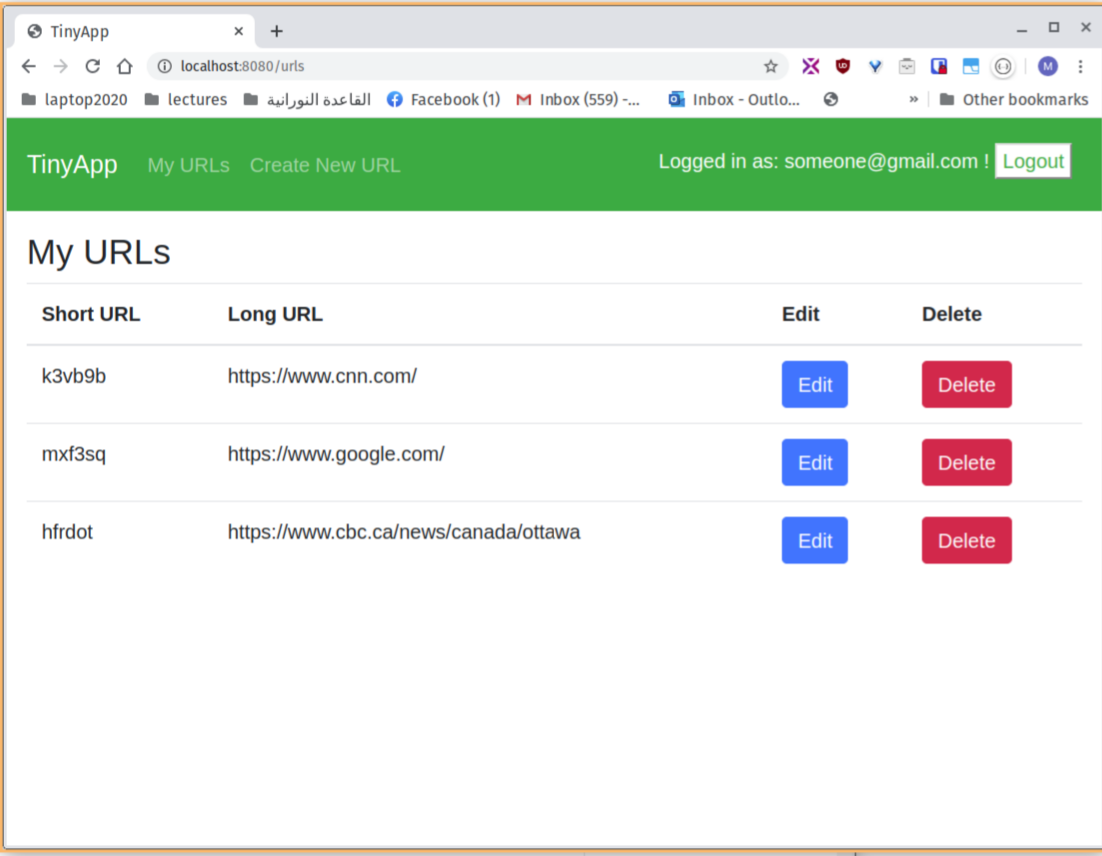 TinyApp
localhost:8080/urls
laptop2020 lectures القاعدة النورانية Facebook (1) Inbox (559) -... Inbox - Outlo... » Other bookmarks
TinyApp My URLs Create New URL Logged in as: someone@gmail.com ! Logout
My URLs
Short URL Long URL Edit Delete
k3vb9b https://www.cnn.com/ Edit Delete
mxf3sq https://www.google.com/ Edit Delete
hfrdot https://www.cbc.ca/news/canada/ottawa Edit Delete